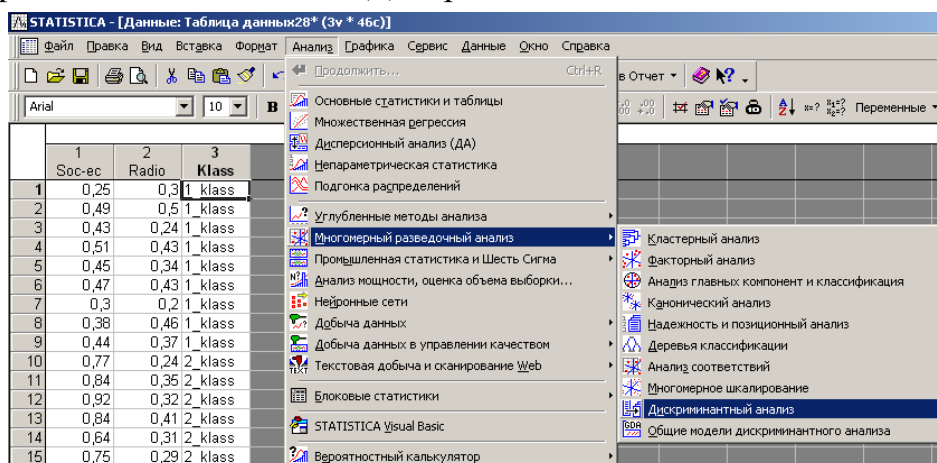 STATISTICA - [Данные: Таблица данных28* (3v * 46c)]
Файл Правка Вид Вставка Формат Анализ Графика Сервис Данные Окно Справка
Продолжить... Ctrl+R
в Отчет
Arial 10 B
Переменные
Основные статистики и таблицы
Множественная регрессия
Дисперсионный анализ (ДА)
Непараметрическая статистика
Подгонка распределений
Углубленные методы анализа
Многомерный разведочный анализ
Промышленная статистика и Шесть Сигма
Анализ мощности, оценка объема выборки...
Нейронные сети
Добыча данных
Добыча данных в управлении качеством
Текстовая добыча и сканирование Web
Блоковые статистики
STATISTICA Visual Basic
Вероятностный калькулятор
Кластерный анализ
Факторный анализ
Анализ главных компонент и классификация
Канонический анализ
Надежность и позиционный анализ
Деревья классификации
Анализ соответствий
Многомерное шкалирование
Дискриминантный анализ
Общие модели дискриминантного анализа
1 2 3
Soc-ec Radio Klass
1 0,25 0,3 1_klass
2 0,49 0,5 1_klass
3 0,43 0,24 1_klass
4 0,51 0,43 1_klass
5 0,45 0,34 1_klass
6 0,47 0,43 1_klass
7 0,3 0,2 1_klass
8 0,38 0,46 1_klass
9 0,44 0,37 1_klass
10 0,77 0,24 2_klass
11 0,84 0,35 2_klass
12 0,92 0,32 2_klass
13 0,84 0,41 2_klass
14 0,64 0,31 2_klass
15 0,75 0,29 2_klass